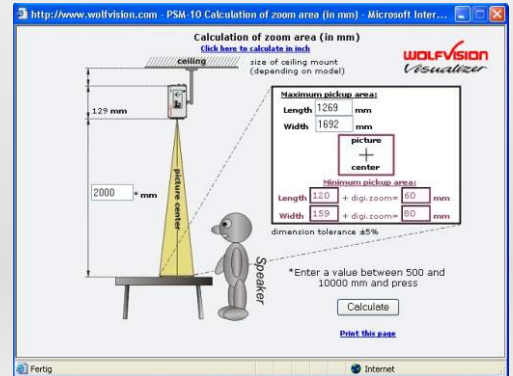 http://www.wolfvision.com - PSM-10 Calculation of zoom area (in mm) - Microsoft Inter...
Calculation of zoom area (in mm)
Click here to calculate in inch
WOLFVISION
Visualizer
ceiling
size of ceiling mount
(depending on model)
129 mm
Maximum pickup area:
Length 1269 mm
Width 1692 mm
picture
center
Minimum pickup area:
Length 120 + digi.zoom= 60 mm
Width 159 + digi.zoom= 80 mm
dimension tolerance ±5%
2000 * mm
picture center
Speaker
*Enter a value between 500 and
10000 mm and press
Calculate
Print this page
Fertig
Internet